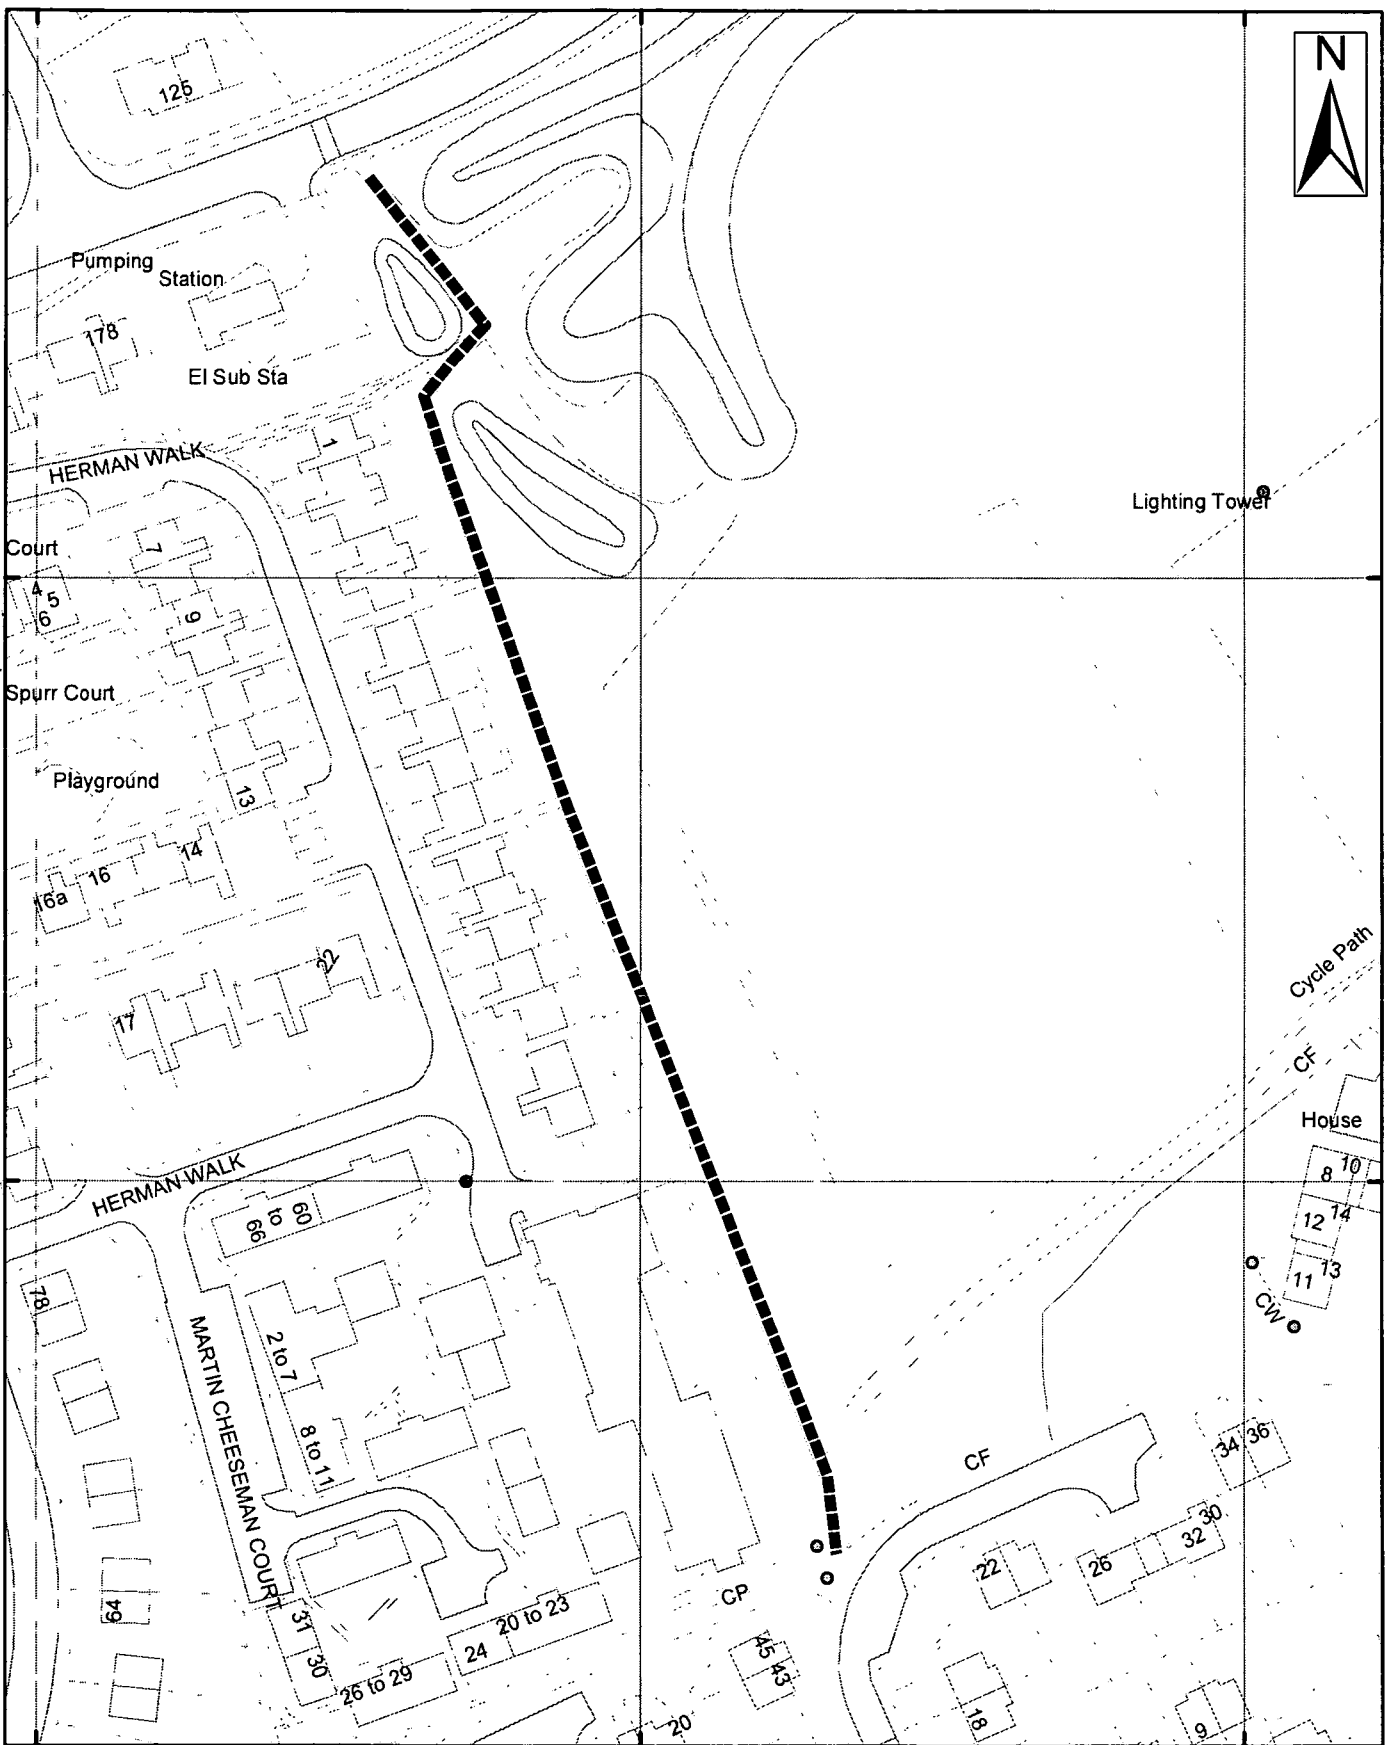 N
125
Pumping
Station
178
El Sub Sta
1
HERMAN WALK
Lighting Tower
7
Court
4
5
6
9
Spurr Court
Playground
13
14
16
16a
22
17
Cycle Path
CF
House
8
10
HERMAN WALK
60
to
66
12
14
13
11
CW
78
2 to 7
MARTIN CHEESEMAN COURT
8 to 11
CF
34
36
30
32
22
26
64
CP
20 to 23
31
24
45
43
30
26 to 29
20
18
9